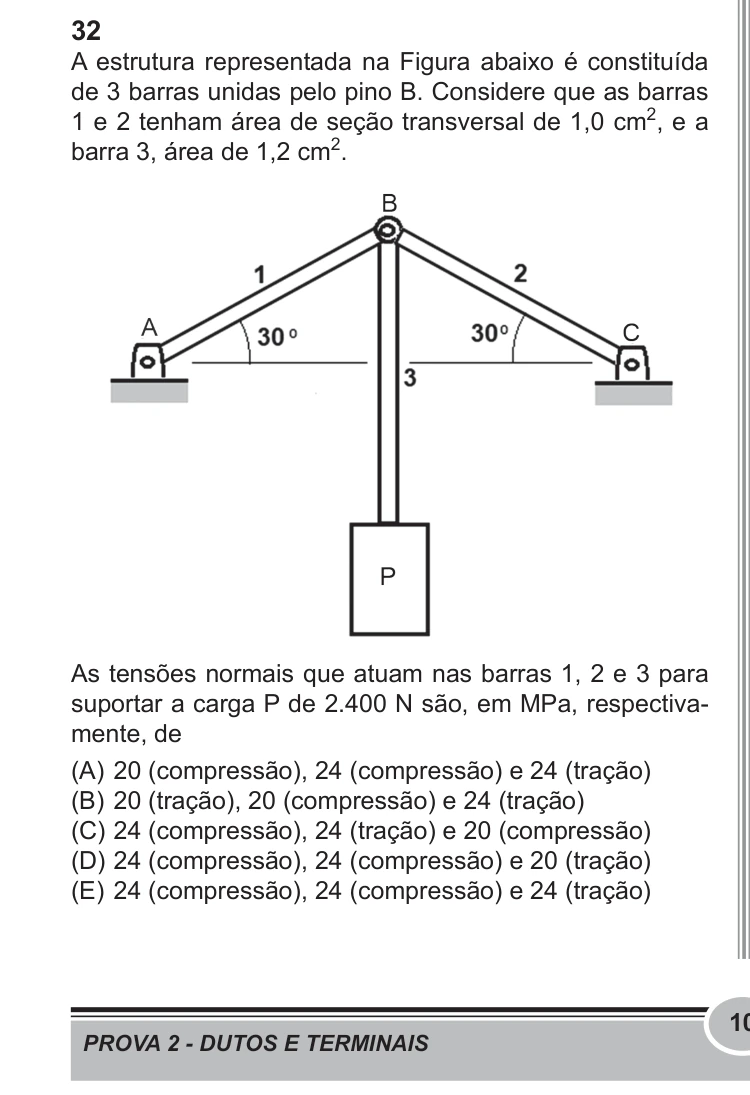 32
A estrutura representada na Figura abaixo é constituída
de 3 barras unidas pelo pino B. Considere que as barras
1 e 2 tenham área de seção transversal de 1,0 cm², e a
barra 3, área de 1,2 cm².
B
1
2
A
30º
30º
C
3
P
As tensões normais que atuam nas barras 1, 2 e 3 para
suportar a carga P de 2.400 N são, em MPa, respectiva-
mente, de
(A) 20 (compressão), 24 (compressão) e 24 (tração)
(B) 20 (tração), 20 (compressão) e 24 (tração)
(C) 24 (compressão), 24 (tração) e 20 (compressão)
(D) 24 (compressão), 24 (compressão) e 20 (tração)
(E) 24 (compressão), 24 (compressão) e 24 (tração)
10
PROVA 2 - DUTOS E TERMINAIS